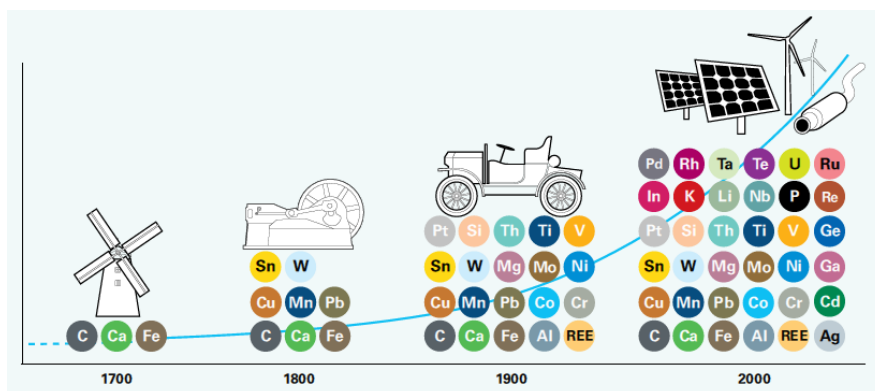 Pd Rh Ta Te U Ru
In K Li Nb P Re
Pt Si Th Ti V Pt Si Th Ti V Ge
Sn W Sn W Mg Mo Ni Sn W Mg Mo Ni Ga
Cu Mn Pb Cu Mn Pb Co Cr Cu Mn Pb Co Cr Cd
C Ca Fe C Ca Fe C Ca Fe Al REE C Ca Fe Al REE Ag
1700 1800 1900 2000